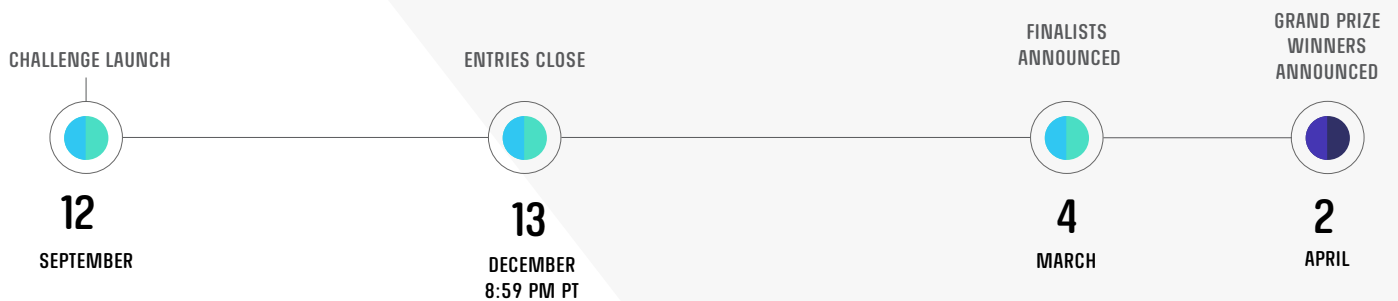 CHALLENGE LAUNCH
12
SEPTEMBER
ENTRIES CLOSE
13
DECEMBER
8:59 PM PT
FINALISTS
ANNOUNCED
4
MARCH
GRAND PRIZE
WINNERS
ANNOUNCED
2
APRIL